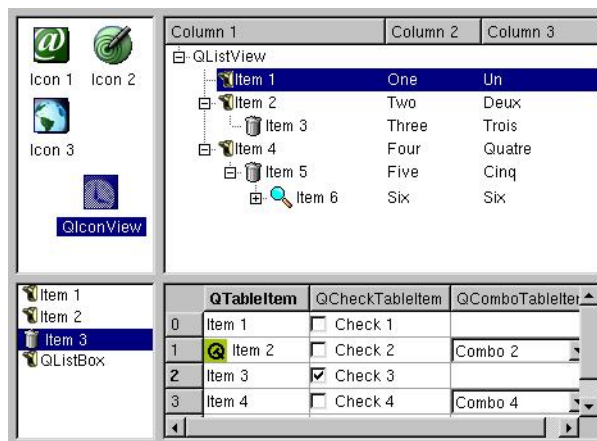 Icon 1 Icon 2
Icon 3
QIconView
Column 1 Column 2 Column 3
QListView
Item 1 One Un
Item 2 Two Deux
Item 3 Three Trois
Item 4 Four Quatre
Item 5 Five Cinq
Item 6 Six Six
Item 1
Item 2
Item 3
QListBox
QTableItem QCheckTableItem QComboTableIter
0 Item 1 Check 1
1 Item 2 Check 2 Combo 2
2 Item 3 Check 3
3 Item 4 Check 4 Combo 4